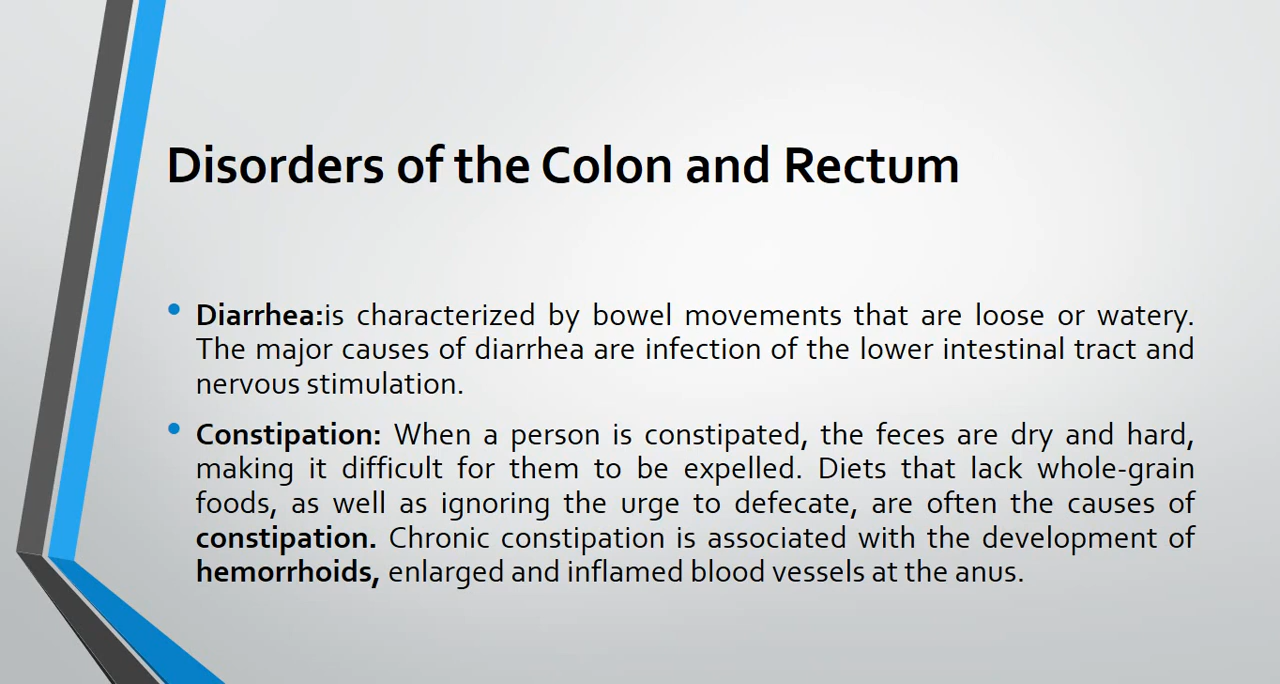 Disorders of the Colon and Rectum
• Diarrhea:is characterized by bowel movements that are loose or watery.
The major causes of diarrhea are infection of the lower intestinal tract and
nervous stimulation.
• Constipation: When a person is constipated, the feces are dry and hard,
making it difficult for them to be expelled. Diets that lack whole-grain
foods, as well as ignoring the urge to defecate, are often the causes of
constipation. Chronic constipation is associated with the development of
hemorrhoids, enlarged and inflamed blood vessels at the anus.